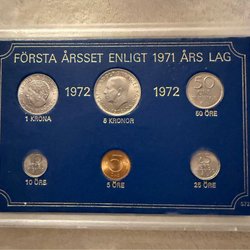 FÖRSTA ÅRSSET ENLIGT 1971 ÅRS LAG
1972 1972
1 KRONA 5 KRONOR 50 ÖRE
10 ÖRE 5 ÖRE 25 ÖRE